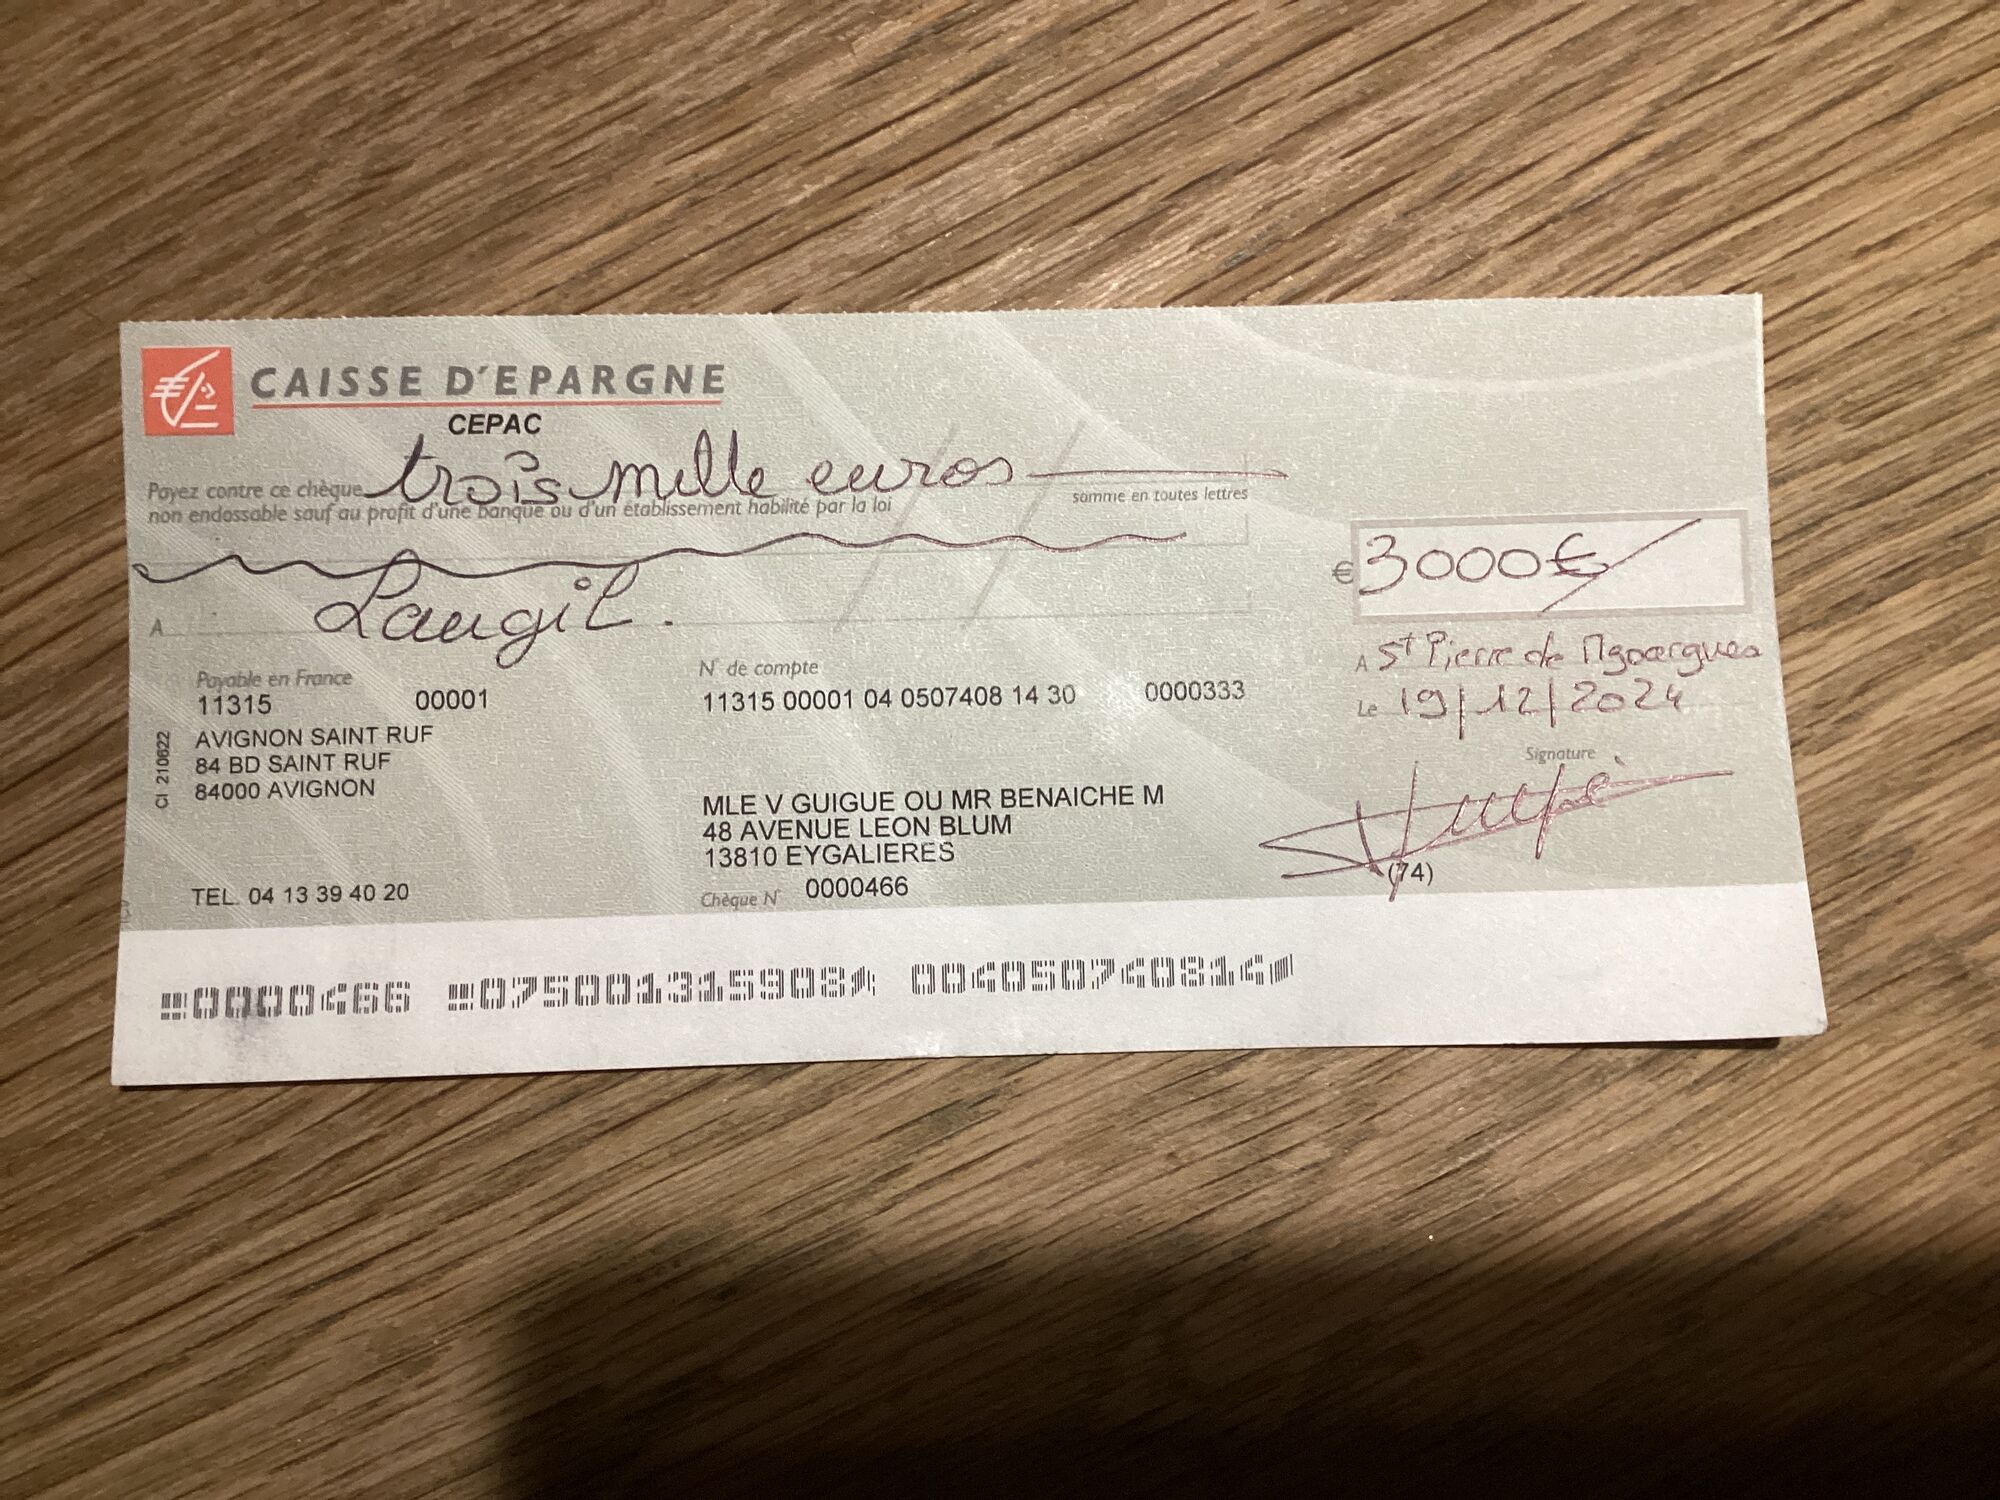 CAISSE D'EPARGNE
CEPAC
Payez contre ce chèque trois mille euros
somme en toutes lettres
non endossable sauf au profit d'une banque ou d'un établissement habilité par la loi
€ 3000€
A Laugil.
A St Pierre de
Le 19/12/2024
Payable en France
11315 00001
N° de compte
11315 00001 04 0507408 14 30 0000333
AVIGNON SAINT RUF
84 BD SAINT RUF
84000 AVIGNON
CI 210622
Signature
MLE V GUIGUE OU MR BENAICHE M
48 AVENUE LEON BLUM
13810 EYGALIERES
(74)
TEL. 04 13 39 40 20
Chèque N° 0000466
0000466 075001315908 004050740814